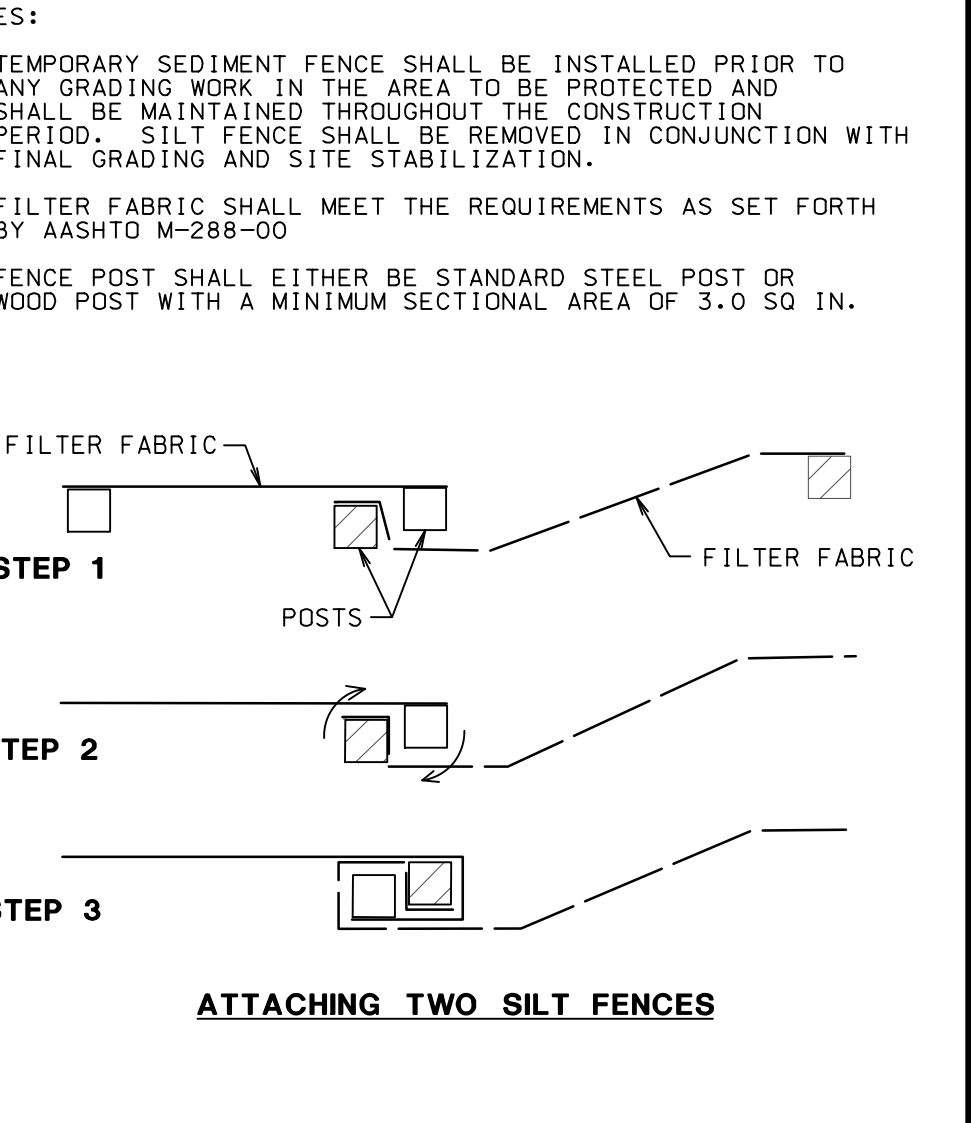 ES:
TEMPORARY SEDIMENT FENCE SHALL BE INSTALLED PRIOR TO
ANY GRADING WORK IN THE AREA TO BE PROTECTED AND
SHALL BE MAINTAINED THROUGHOUT THE CONSTRUCTION
PERIOD. SILT FENCE SHALL BE REMOVED IN CONJUNCTION WITH
FINAL GRADING AND SITE STABILIZATION.
FILTER FABRIC SHALL MEET THE REQUIREMENTS AS SET FORTH
BY AASHTO M-288-00
FENCE POST SHALL EITHER BE STANDARD STEEL POST OR
WOOD POST WITH A MINIMUM SECTIONAL AREA OF 3.0 SQ IN.
FILTER FABRIC
STEP 1
FILTER FABRIC
POSTS
TEP 2
STEP 3
ATTACHING TWO SILT FENCES